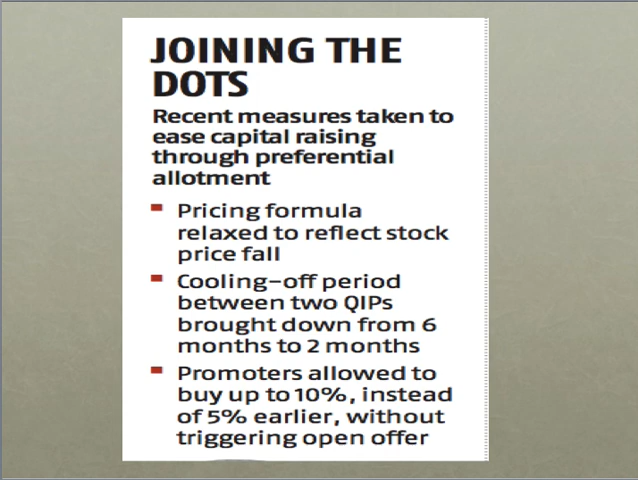 JOINING THE
DOTS
Recent measures taken to
ease capital raising
through preferential
allotment
Pricing formula
relaxed to reflect stock
price fall
Cooling-off period
between two QIPs
brought down from 6
months to 2 months
Promoters allowed to
buy up to 10%, instead
of 5% earlier, without
triggering open offer